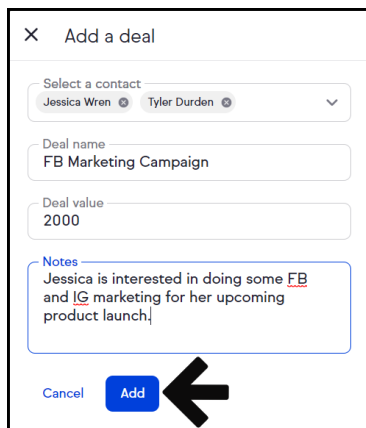 Add a deal
Select a contact
Jessica Wren Tyler Durden
Deal name
FB Marketing Campaign
Deal value
2000
Notes
Jessica is interested in doing some FB
and IG marketing for her upcoming
product launch.
Cancel Add